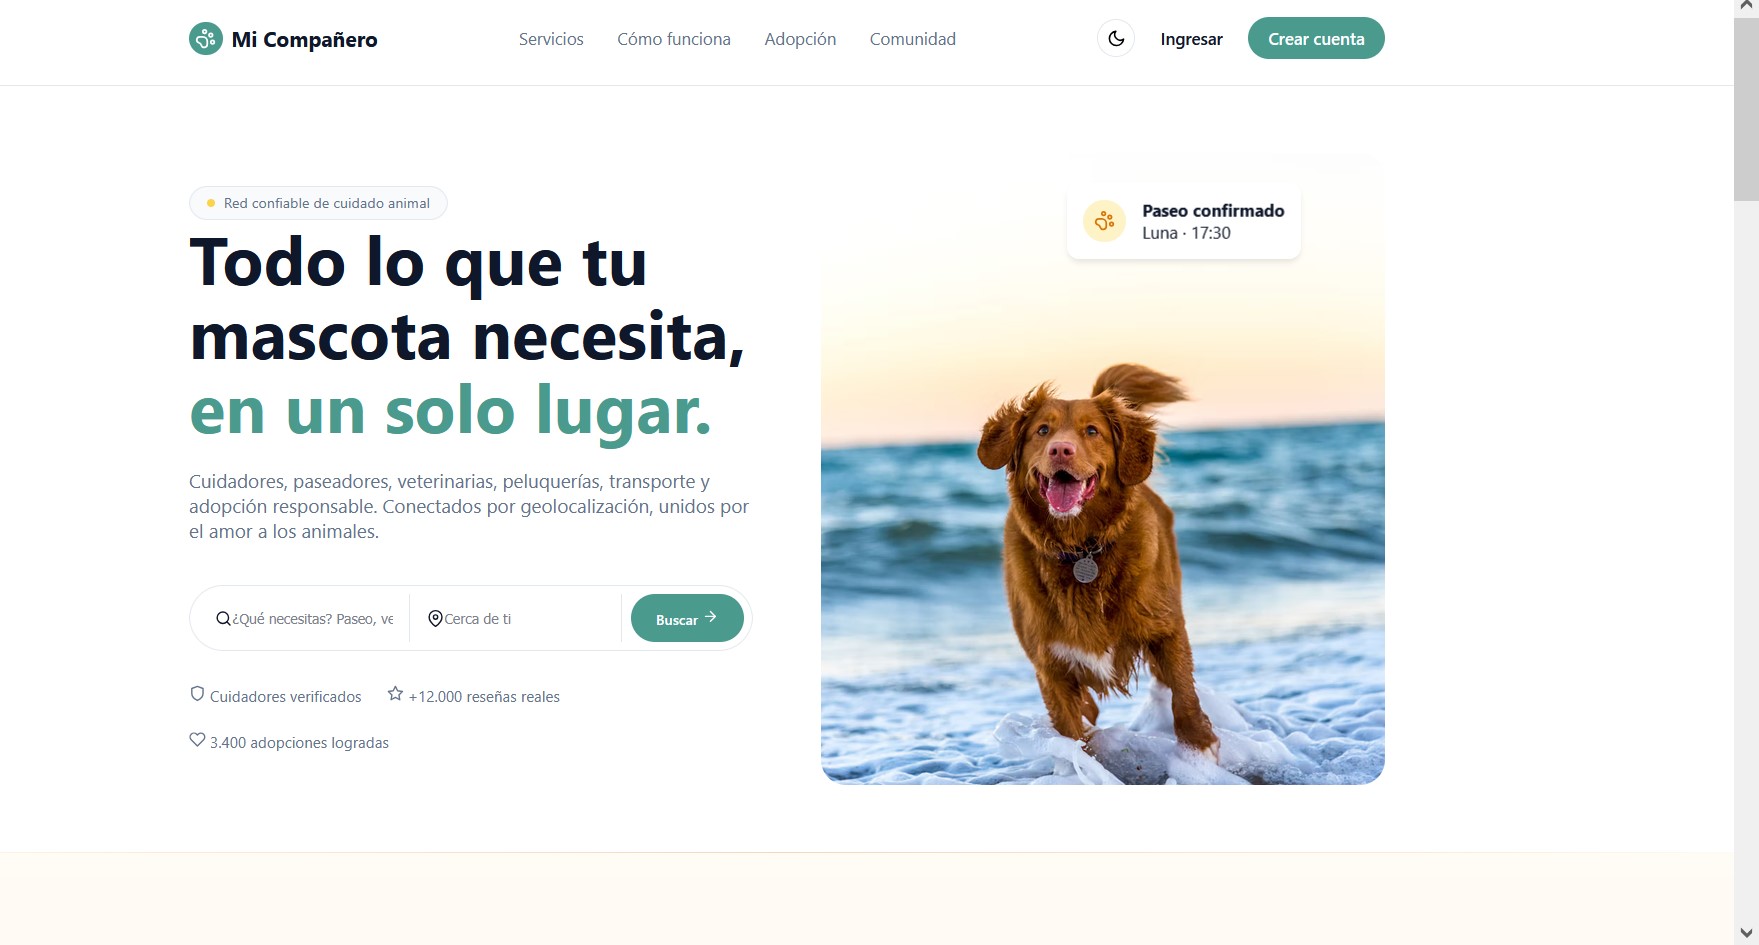 Mi Compañero
Servicios
Cómo funciona
Adopción
Comunidad
Ingresar
Crear cuenta
Red confiable de cuidado animal
Todo lo que tu
mascota necesita,
en un solo lugar.
Cuidadores, paseadores, veterinarias, peluquerías, transporte y
adopción responsable. Conectados por geolocalización, unidos por
el amor a los animales.
¿Qué necesitas? Paseo, ve
Cerca de ti
Buscar
Cuidadores verificados
+12.000 reseñas reales
3.400 adopciones logradas
Paseo confirmado
Luna · 17:30